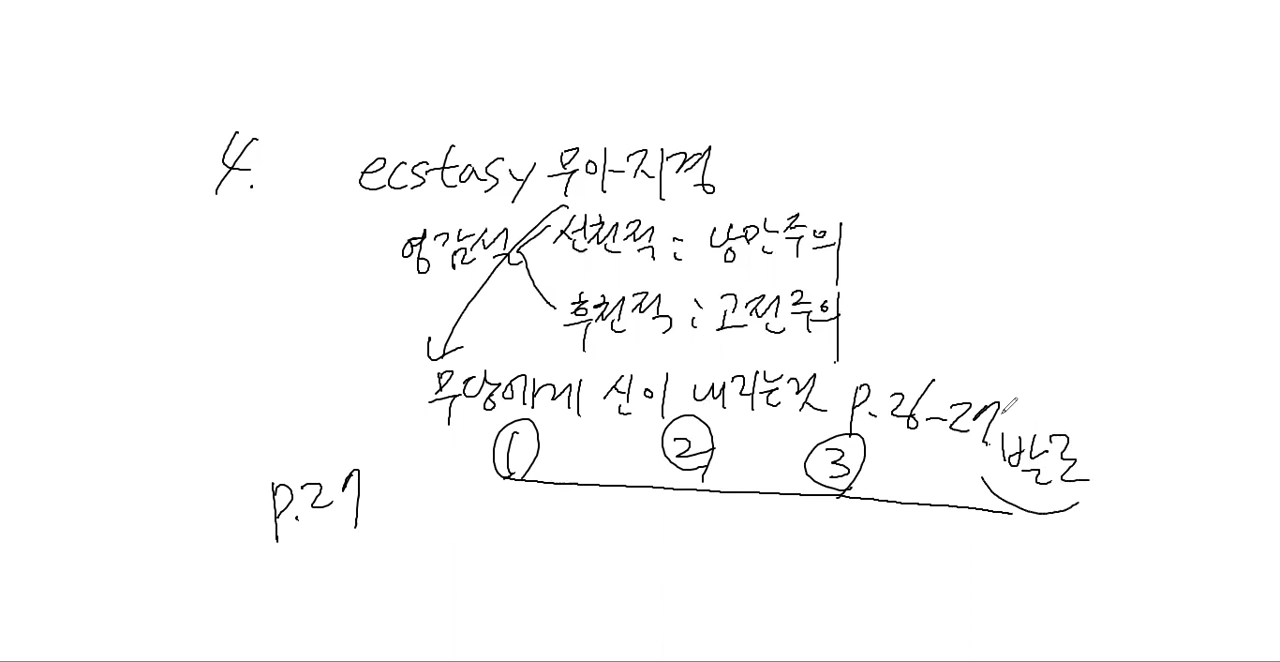 4. ecstasy 무아지경
영감설 선천적 : 낭만주의
후천적 : 고전주의
무당에게 신이 내리는것 p.26-27 발로
① ② ③
p.27